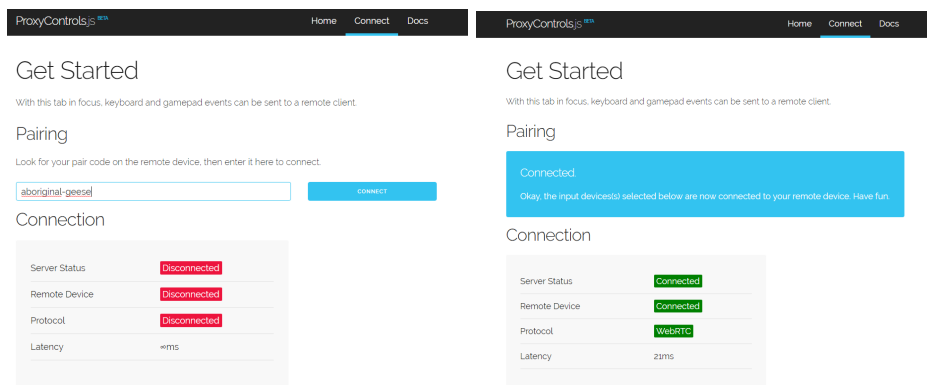 ProxyControls.js BETA
Home Connect Docs
Get Started
With this tab in focus, keyboard and gamepad events can be sent to a remote client.
Pairing
Look for your pair code on the remote device, then enter it here to connect.
aboriginal-geese
CONNECT
Connection
Server Status Disconnected
Remote Device Disconnected
Protocol Disconnected
Latency ∞ms
ProxyControls.js BETA
Home Connect Docs
Get Started
With this tab in focus, keyboard and gamepad events can be sent to a remote client.
Pairing
Connected.
Okay, the input devices(s) selected below are now connected to your remote device. Have fun.
Connection
Server Status Connected
Remote Device Connected
Protocol WebRTC
Latency 21ms